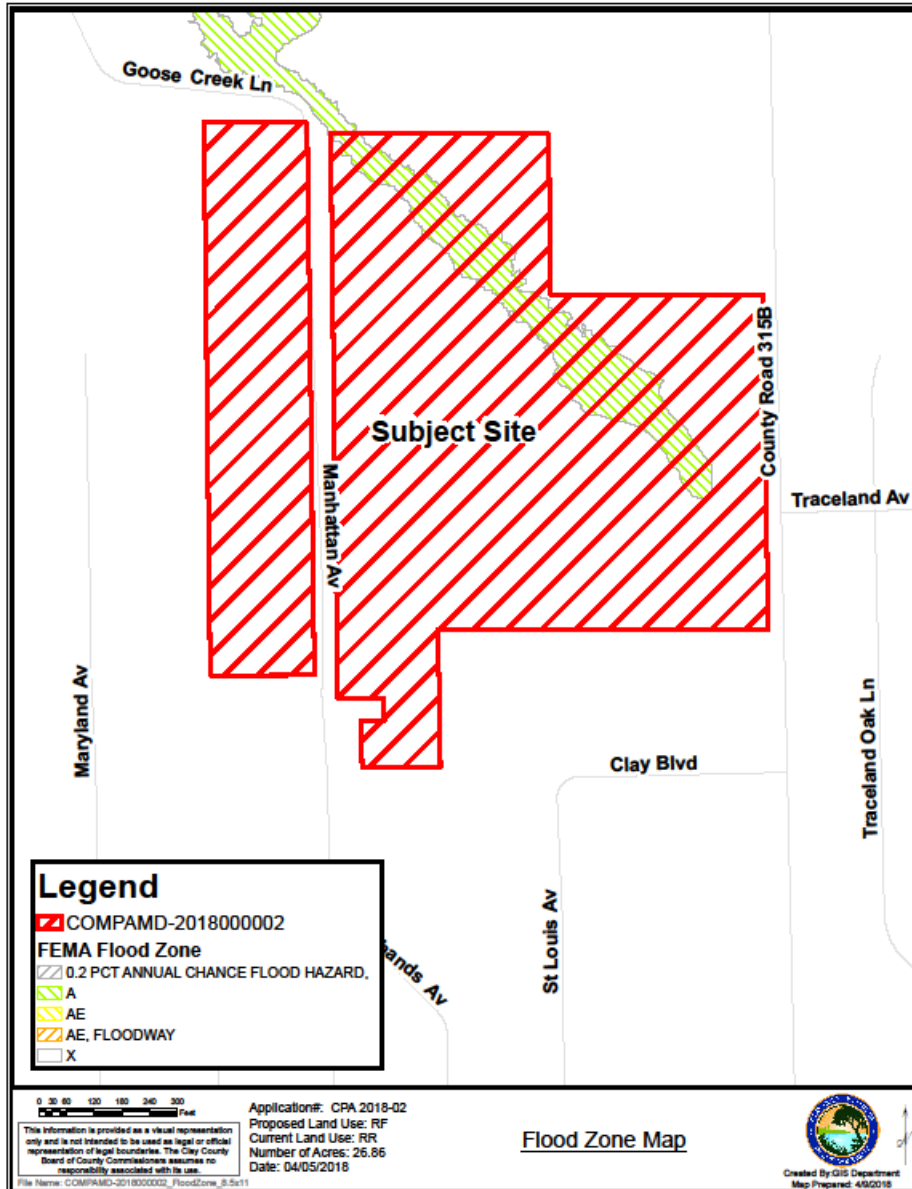 Goose Creek Ln
Subject Site
County Road 315B
Manhattan Av
Traceland Av
Maryland Av
Clay Blvd
Traceland Oak Ln
St Louis Av
Av
Legend
COMPAMD-2018000002
FEMA Flood Zone
0.2 PCT ANNUAL CHANCE FLOOD HAZARD,
A
AE
AE, FLOODWAY
X
0 30 60 120 180 240 300
Feet
This information is provided as a visual representation
only and is not intended to be used as legal or official
representation of legal boundaries. The Clay County
Board of County Commissioners assumes no
responsibility associated with its use.
File Name: COMPAMD-2018000002_FloodZone_8.5x11
Application#: CPA 2018-02
Proposed Land Use: RF
Current Land Use: RR
Number of Acres: 26.86
Date: 04/05/2018
Flood Zone Map
Created By:GIS Department
Map Prepared: 4/9/2018